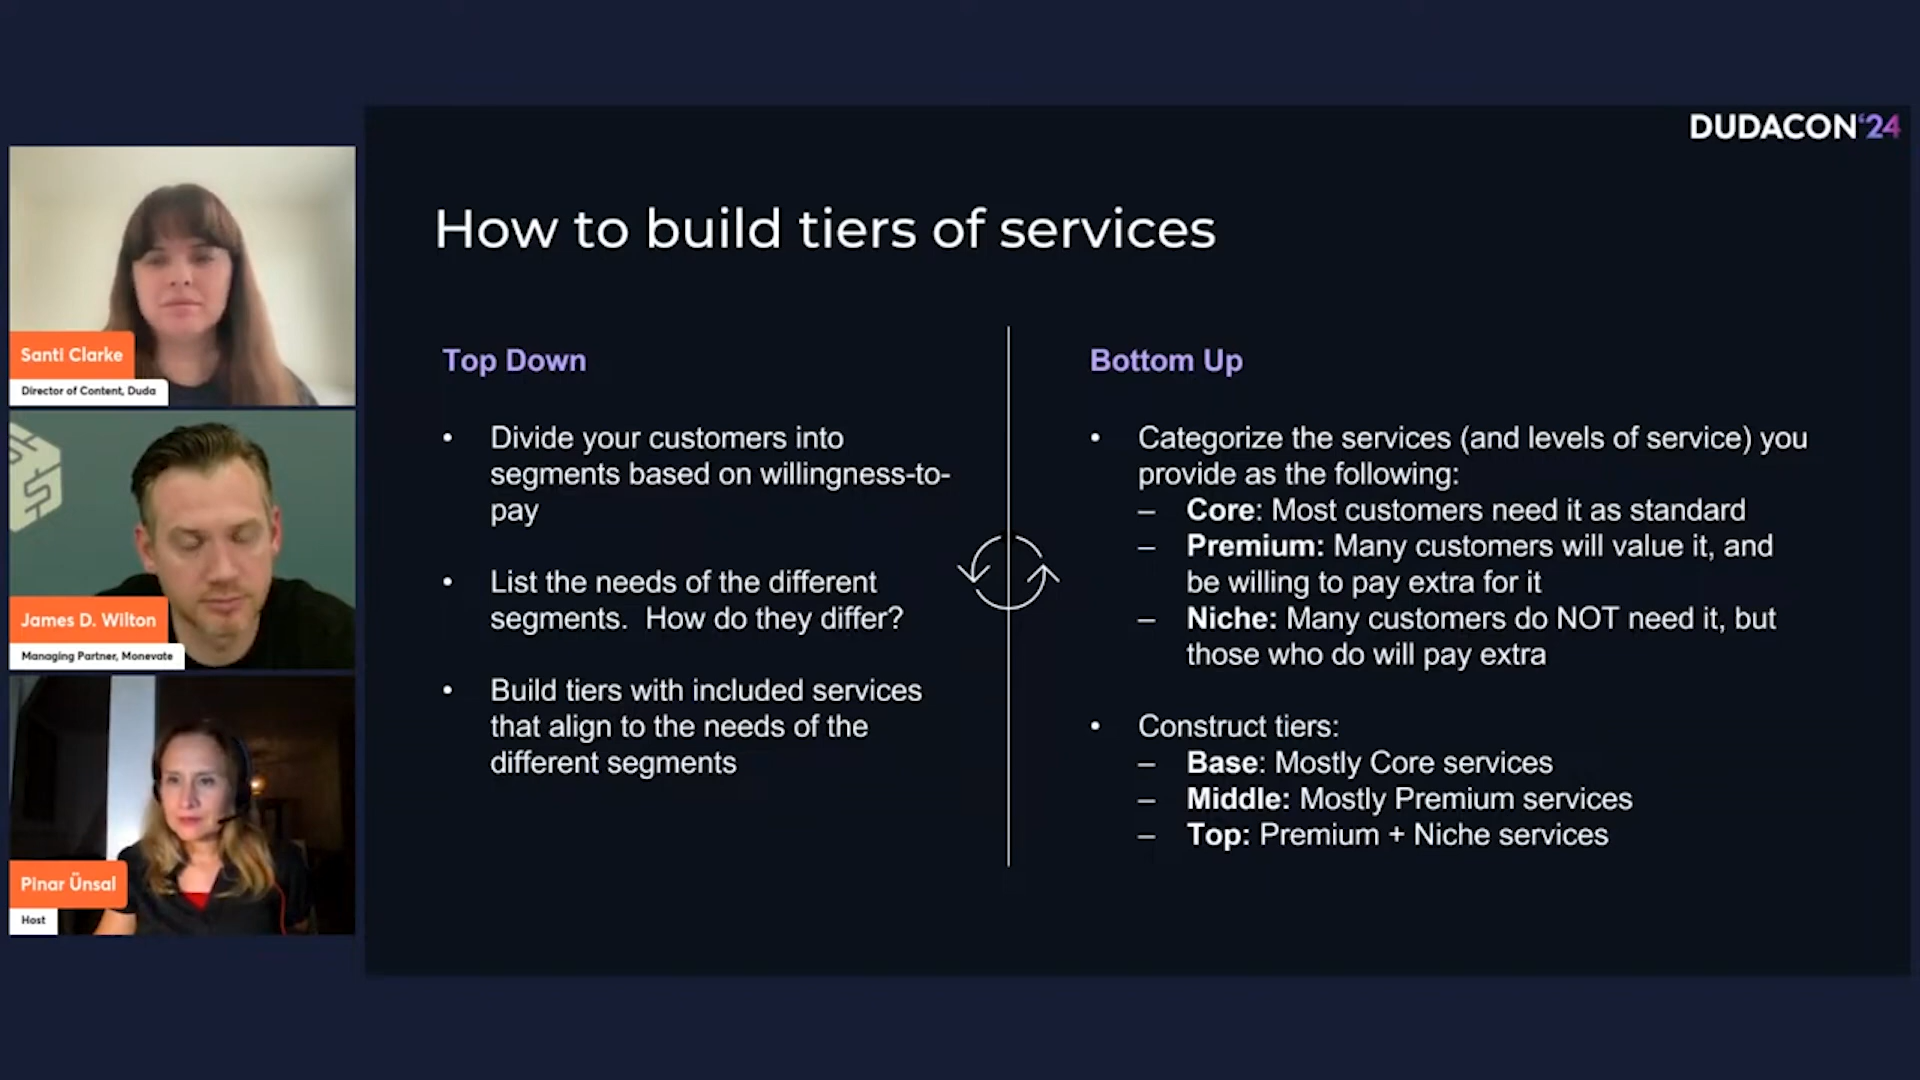 DUDACON‘24
How to build tiers of services
Santi Clarke
Director of Content, Duda
James D. Wilton
Managing Partner, Monevate
Pinar Ünsal
Host
Top Down
• Divide your customers into
segments based on willingness-to-
pay
• List the needs of the different
segments. How do they differ?
• Build tiers with included services
that align to the needs of the
different segments
Bottom Up
• Categorize the services (and levels of service) you
provide as the following:
– Core: Most customers need it as standard
– Premium: Many customers will value it, and
be willing to pay extra for it
– Niche: Many customers do NOT need it, but
those who do will pay extra
• Construct tiers:
– Base: Mostly Core services
– Middle: Mostly Premium services
– Top: Premium + Niche services